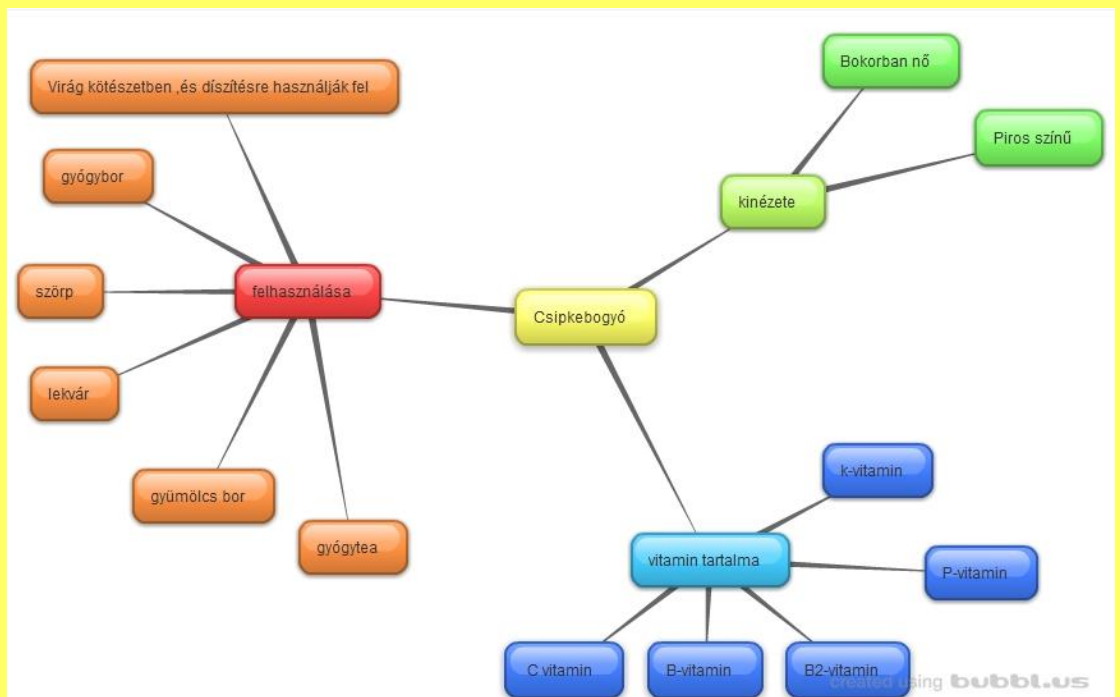 Bokorban nő
Virág kötészetben ,és díszítésre használják fel
Piros színű
gyógybor
kinézete
szörp
felhasználása
Csipkebogyó
lekvár
k-vitamin
gyümölcs bor
gyógytea
vitamin tartalma
P-vitamin
C vitamin
B-vitamin
B2-vitamin
created using bubbl.us